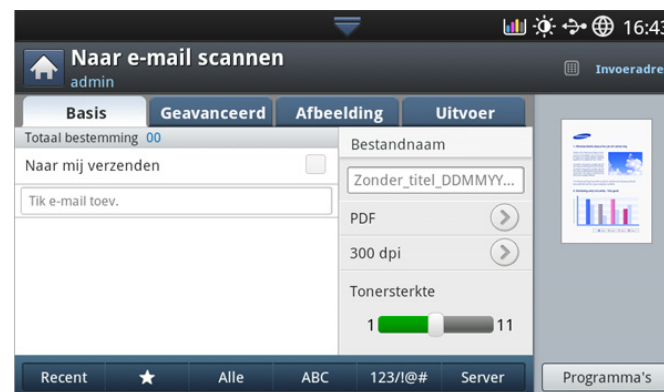 16:43
Naar e-mail scannen
admin
Invoeradre
Basis
Geavanceerd
Afbeelding
Uitvoer
Totaal bestemming 00
Naar mij verzenden
Tik e-mail toev.
Bestandnaam
Zonder_titel_DDMMYY...
PDF
300 dpi
Tonersterkte
1 11
Recent
Alle
ABC
123/!@#
Server
Programma's